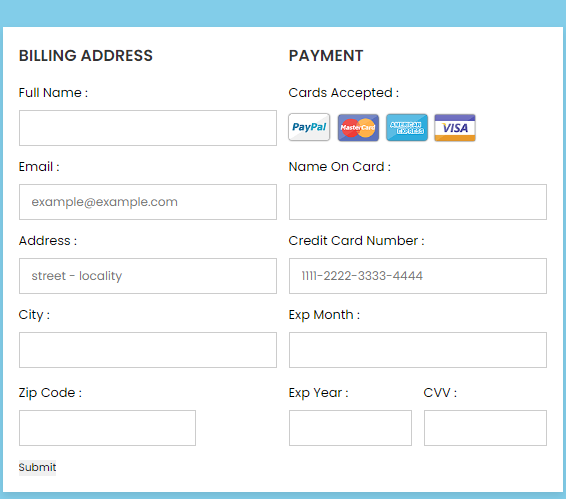 BILLING ADDRESS
Full Name :
Email :
example@example.com
Address :
street - locality
City :
Zip Code :
Submit
PAYMENT
Cards Accepted :
PayPal MasterCard AMERICAN EXPRESS VISA
Name On Card :
Credit Card Number :
1111-2222-3333-4444
Exp Month :
Exp Year : CVV :